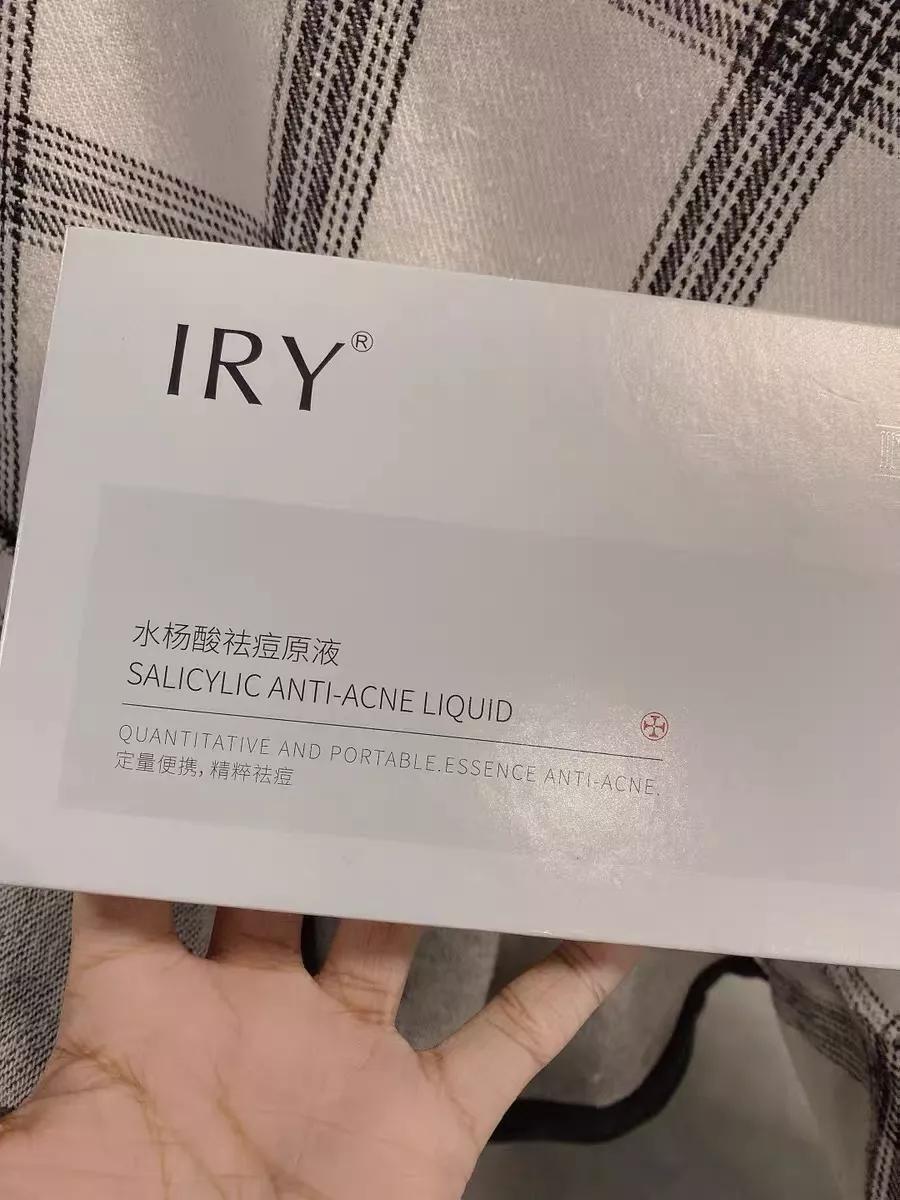 IRY®
水杨酸祛痘原液
SALICYLIC ANTI-ACNE LIQUID
QUANTITATIVE AND PORTABLE.ESSENCE ANTI-ACNE.
定量便携,精粹祛痘